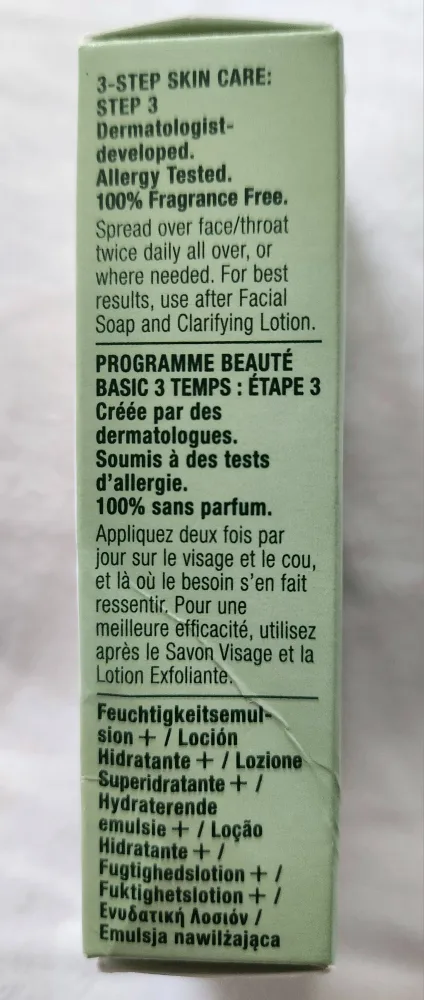 3-STEP SKIN CARE:
STEP 3
Dermatologist-
developed.
Allergy Tested.
100% Fragrance Free.
Spread over face/throat
twice daily all over, or
where needed. For best
results, use after Facial
Soap and Clarifying Lotion.
PROGRAMME BEAUTÉ
BASIC 3 TEMPS : ÉTAPE 3
Créée par des
dermatologues.
Soumis à des tests
d'allergie.
100% sans parfum.
Appliquez deux fois par
jour sur le visage et le cou,
et là où le besoin s'en fait
ressentir. Pour une
meilleure efficacité, utilisez
après le Savon Visage et la
Lotion Exfoliante.
Feuchtigkeitsemul-
sion + / Loción
Hidratante + / Lozione
Superidratante + /
Hydraterende
emulsie + / Loção
Hidratante + /
Fugtighedslotion + /
Fuktighetslotion + /
Ενυδατική Λοσιόν /
Emulsja nawilżająca